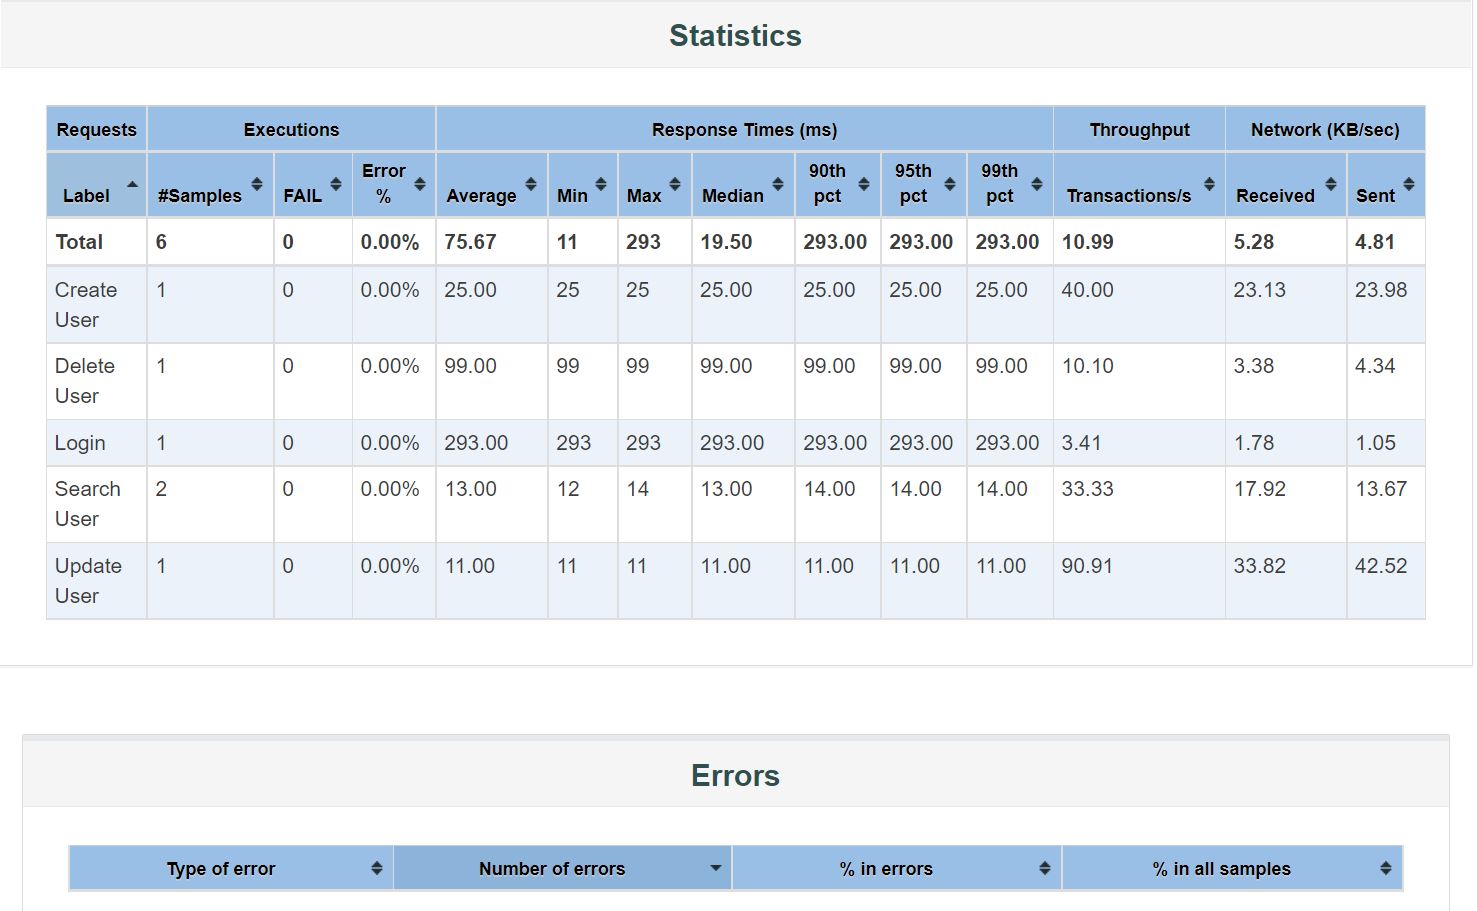 Statistics
Requests Executions Response Times (ms) Throughput Network (KB/sec)
Label #Samples FAIL Error % Average Min Max Median 90th pct 95th pct 99th pct Transactions/s Received Sent
Total 6 0 0.00% 75.67 11 293 19.50 293.00 293.00 293.00 10.99 5.28 4.81
Create User 1 0 0.00% 25.00 25 25 25.00 25.00 25.00 25.00 40.00 23.13 23.98
Delete User 1 0 0.00% 99.00 99 99 99.00 99.00 99.00 99.00 10.10 3.38 4.34
Login 1 0 0.00% 293.00 293 293 293.00 293.00 293.00 293.00 3.41 1.78 1.05
Search User 2 0 0.00% 13.00 12 14 13.00 14.00 14.00 14.00 33.33 17.92 13.67
Update User 1 0 0.00% 11.00 11 11 11.00 11.00 11.00 11.00 90.91 33.82 42.52
Errors
Type of error Number of errors % in errors % in all samples